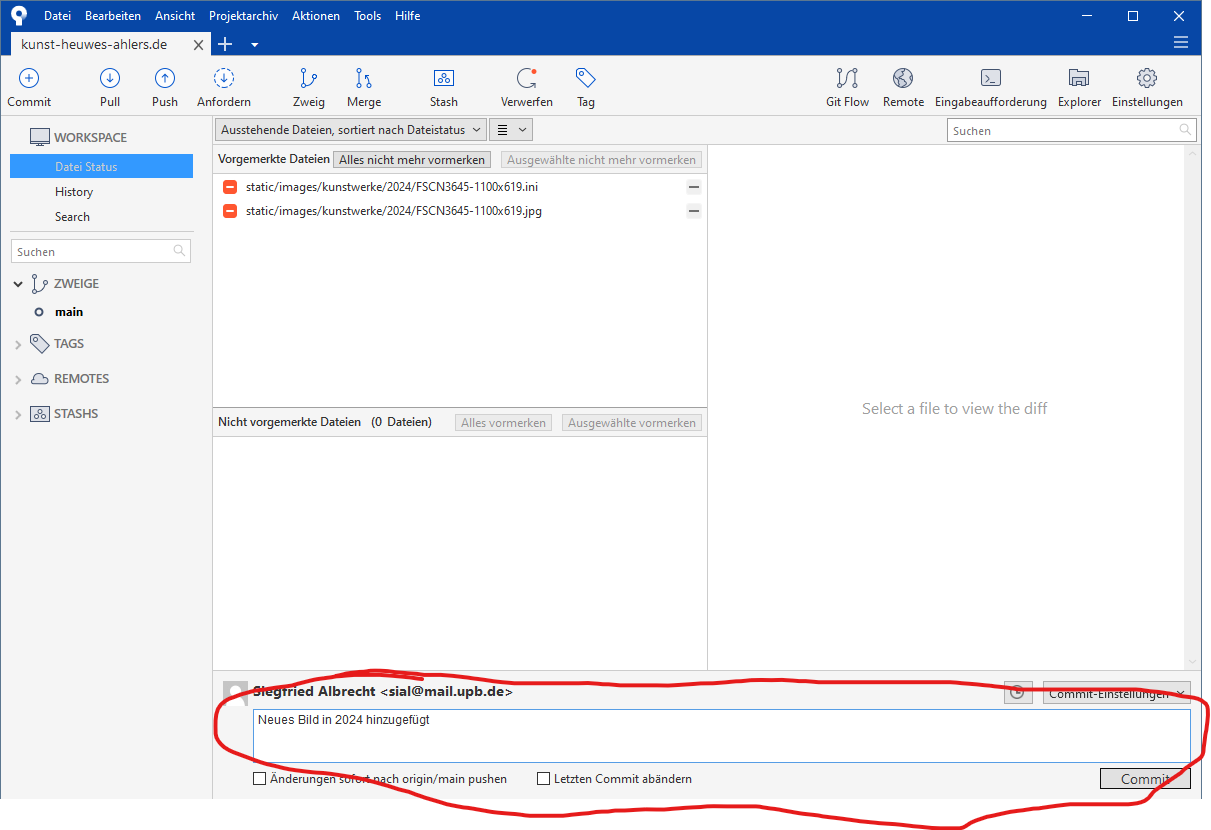 Datei Bearbeiten Ansicht Projektarchiv Aktionen Tools Hilfe
kunst-heuwes-ahlers.de
Commit Pull Push Anfordern Zweig Merge Stash Verwerfen Tag Git Flow Remote Eingabeaufforderung Explorer Einstellungen
WORKSPACE
Datei Status
History
Search
Suchen
ZWEIGE
main
TAGS
REMOTES
STASHS
Ausstehende Dateien, sortiert nach Dateistatus
Suchen
Vorgemerkte Dateien Alles nicht mehr vormerken Ausgewählte nicht mehr vormerken
static/images/kunstwerke/2024/FSCN3645-1100x619.ini
static/images/kunstwerke/2024/FSCN3645-1100x619.jpg
Nicht vorgemerkte Dateien (0 Dateien) Alles vormerken Ausgewählte vormerken
Select a file to view the diff
Siegfried Albrecht <sial@mail.upb.de> Commit-Einstellungen
Neues Bild in 2024 hinzugefügt
Änderungen sofort nach origin/main pushen Letzten Commit abändern Commit